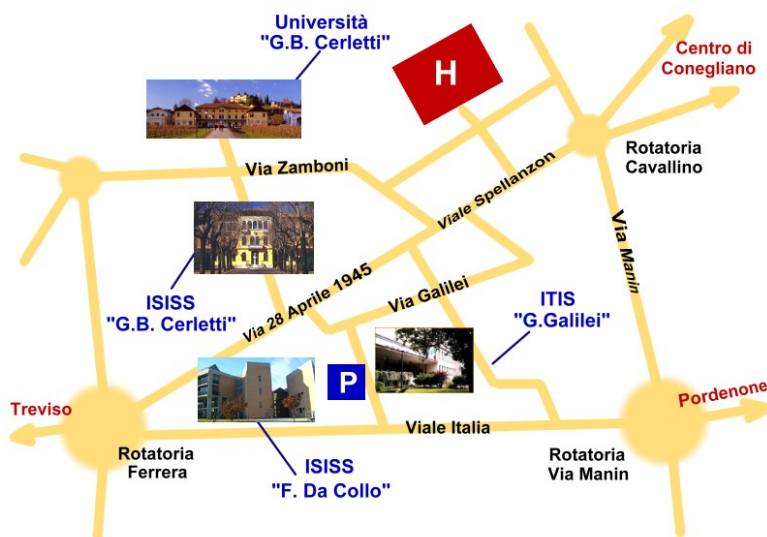 Università
"G.B. Cerletti"
H
Centro di
Conegliano
Rotatoria
Cavallino
Via Zamboni
Viale Spellanzon
Via Manin
ISISS
"G.B. Cerletti"
Via 28 Aprile 1945
Via Galilei
ITIS
"G.Galilei"
P
Treviso
Pordenone
Rotatoria
Ferrera
Viale Italia
Rotatoria
Via Manin
ISISS
"F. Da Collo"